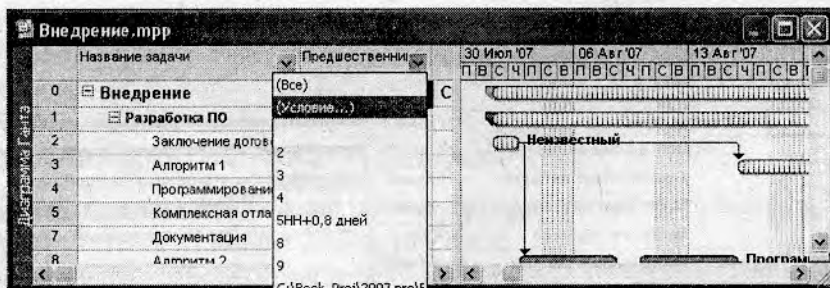 Внедрение.mpp
Название задачи Предшественни 30 Июл '07 06 Авг '07 13 Авг '07
П В С Ч П С В П В С Ч П С В П В С Ч П С В
Диаграмма Ганта
0 Внедрение С
1 Разработка ПО
2 Заключение догов Неизвестный
3 Алгоритм 1
4 Программирование
5 Комплексная отла
7 Документация
8 Алгоритм 2 Програм
(Все)
(Условие...)
2
3
4
5НН+0,8 дней
8
9